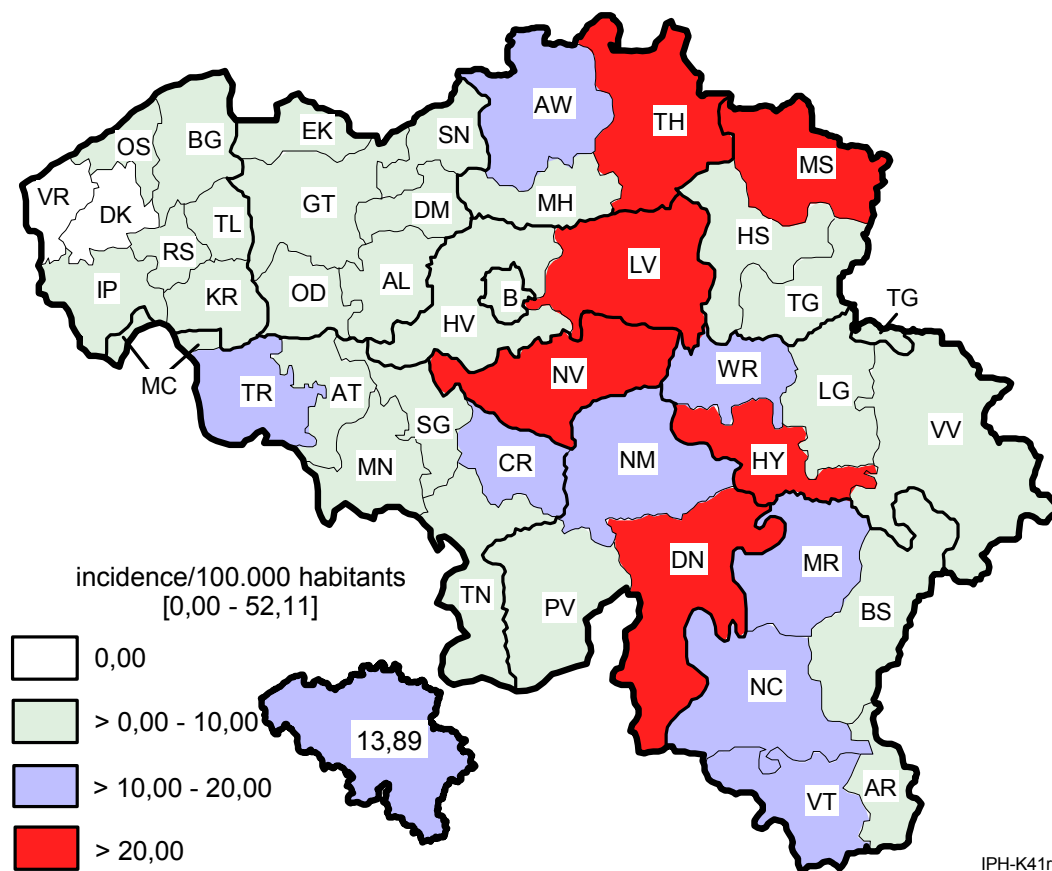 AW
TH
EK
SN
OS
BG
MS
VR
DK
GT
DM
MH
TL
HS
RS
LV
IP
KR
OD
AL
B
TG
TG
HV
MC
TR
AT
NV
WR
LG
SG
VV
MN
CR
NM
HY
DN
MR
incidence/100.000 habitants
[0,00 - 52,11]
TN
PV
BS
0,00
NC
> 0,00 - 10,00
13,89
> 10,00 - 20,00
VT
AR
> 20,00
IPH-K41r